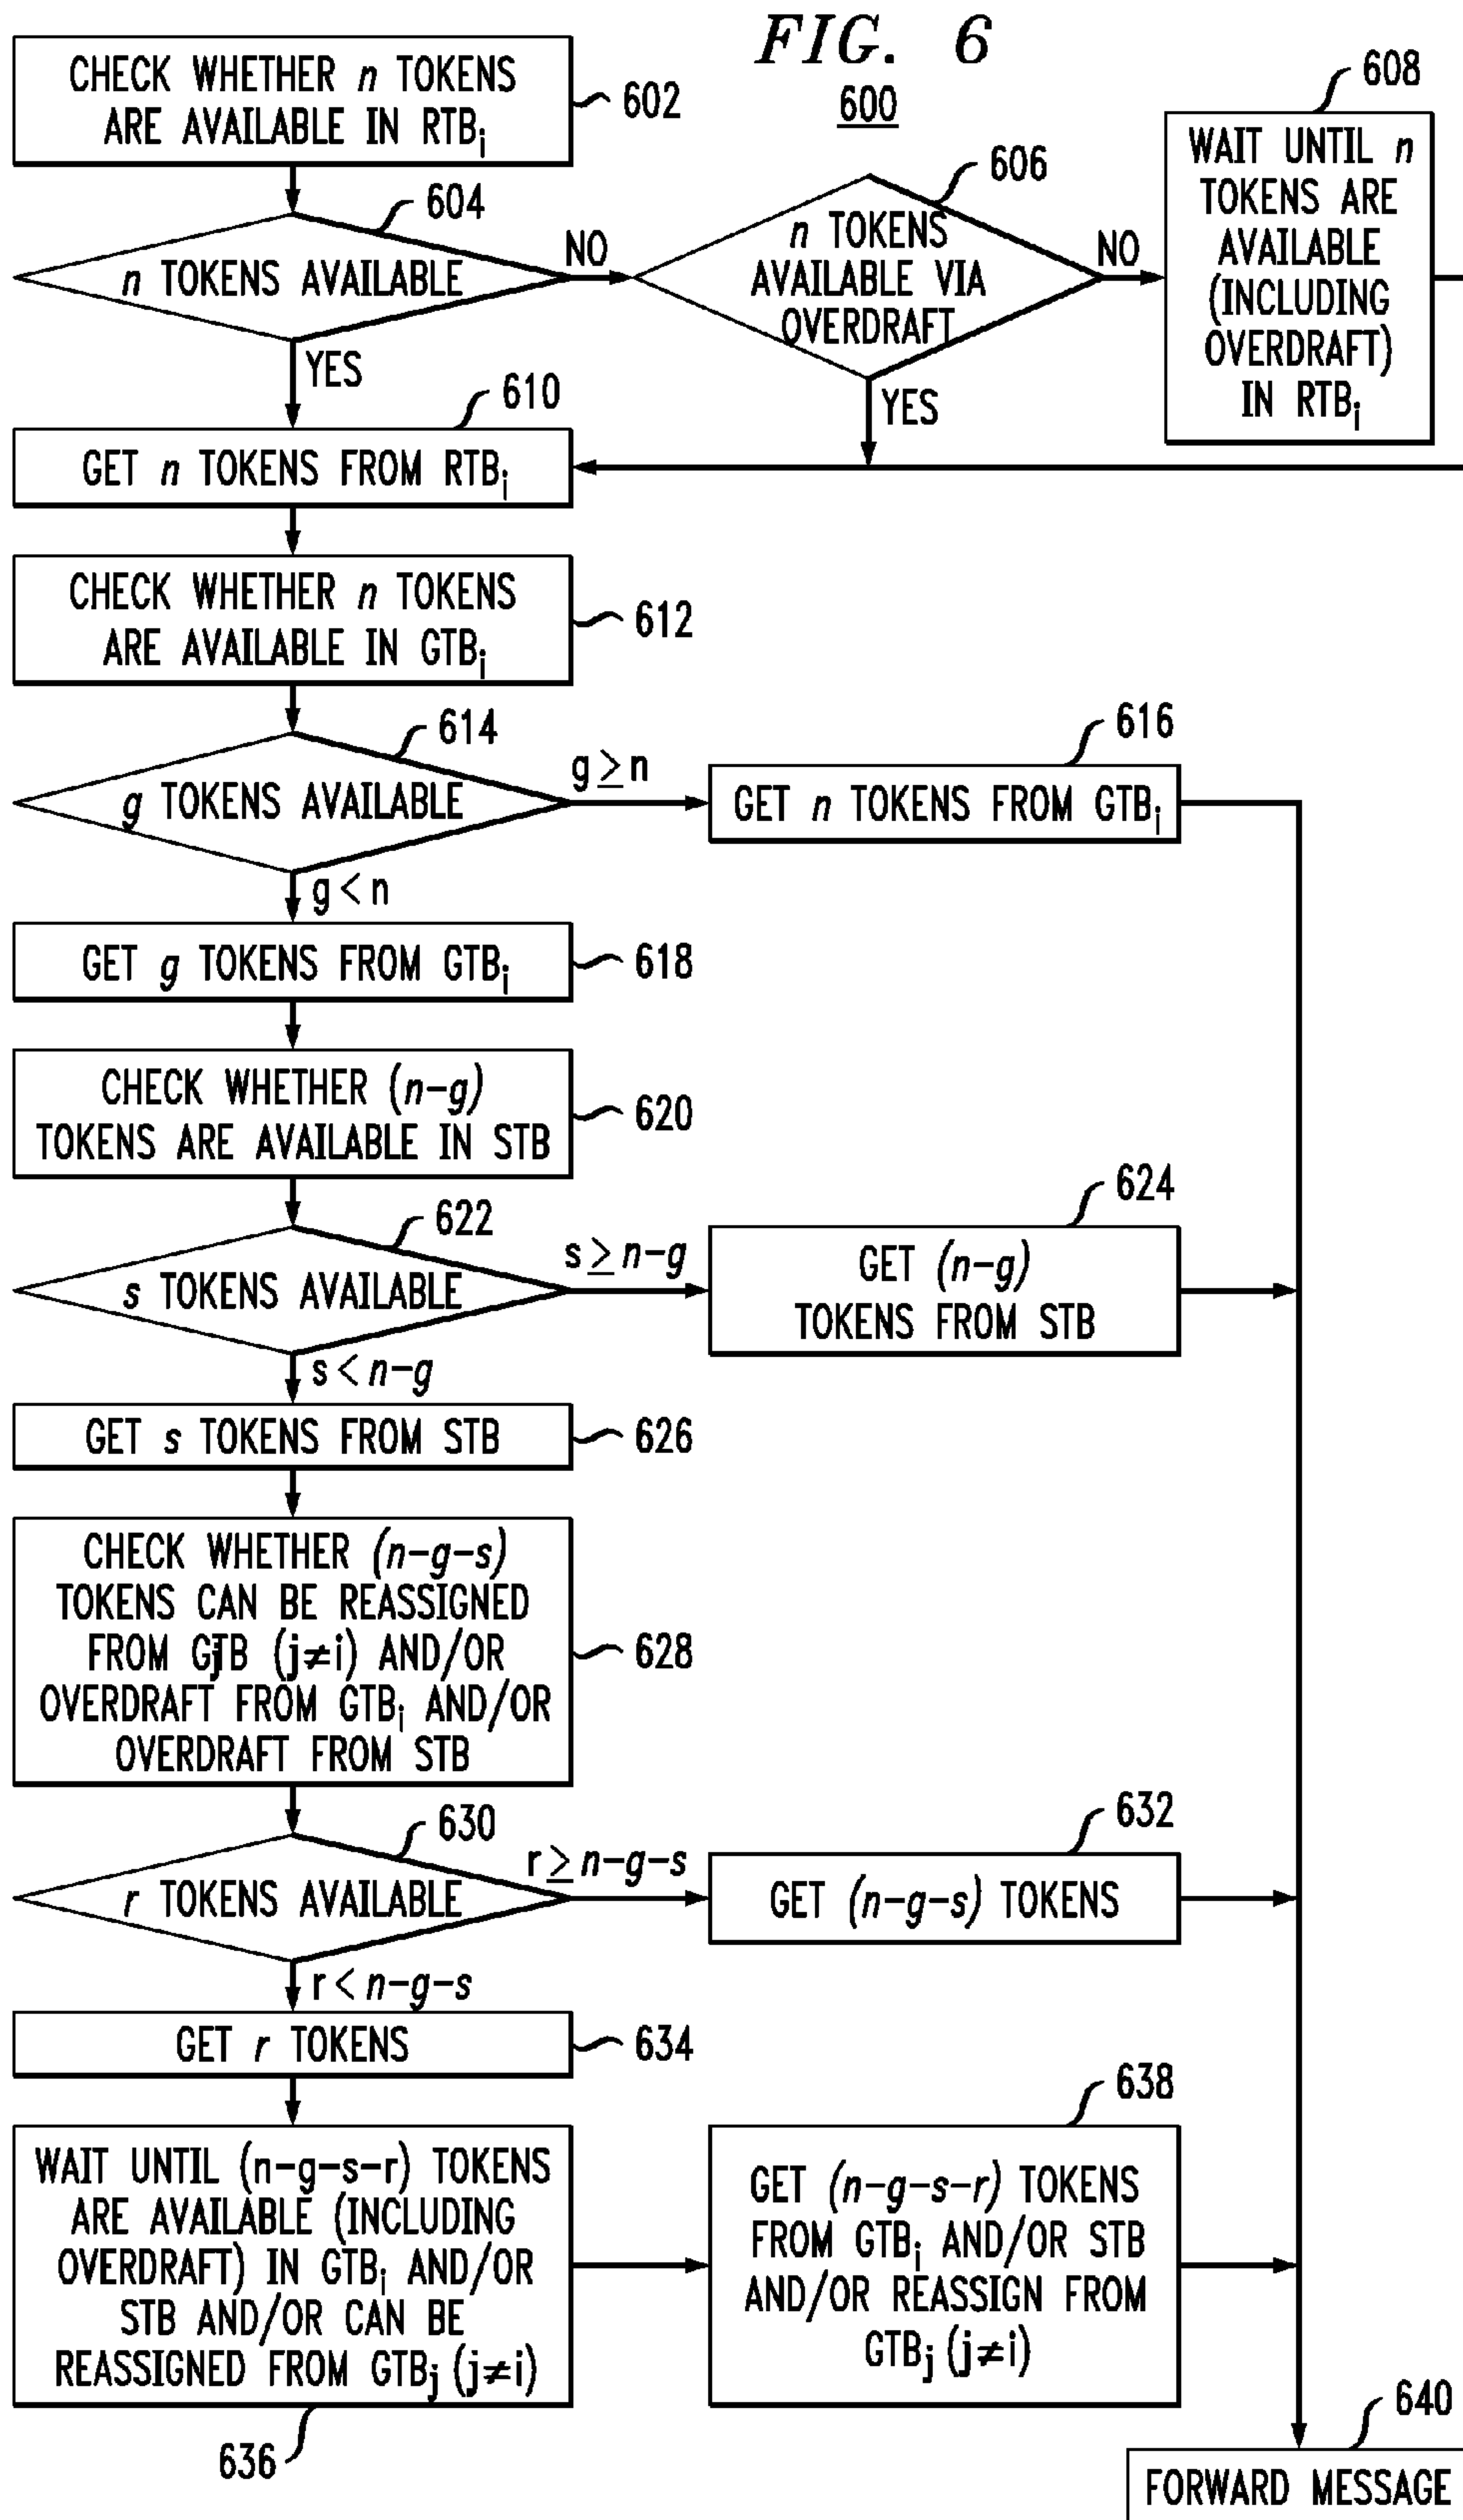 FIG. 6
600
CHECK WHETHER n TOKENS
ARE AVAILABLE IN RTBi
602
604
n TOKENS AVAILABLE
NO
YES
606
n TOKENS
AVAILABLE VIA
OVERDRAFT
NO
YES
608
WAIT UNTIL n
TOKENS ARE
AVAILABLE
(INCLUDING
OVERDRAFT)
IN RTBi
610
GET n TOKENS FROM RTBi
CHECK WHETHER n TOKENS
ARE AVAILABLE IN GTBi
612
614
g TOKENS AVAILABLE
g≥n
g<n
616
GET n TOKENS FROM GTBi
GET g TOKENS FROM GTBi
618
CHECK WHETHER (n-g)
TOKENS ARE AVAILABLE IN STB
620
622
s TOKENS AVAILABLE
s≥n-g
s<n-g
624
GET (n-g)
TOKENS FROM STB
GET s TOKENS FROM STB
626
CHECK WHETHER (n-g-s)
TOKENS CAN BE REASSIGNED
FROM GTBj (j≠i) AND/OR
OVERDRAFT FROM GTBi AND/OR
OVERDRAFT FROM STB
628
630
r TOKENS AVAILABLE
r≥n-g-s
r<n-g-s
632
GET (n-g-s) TOKENS
GET r TOKENS
634
WAIT UNTIL (n-g-s-r) TOKENS
ARE AVAILABLE (INCLUDING
OVERDRAFT) IN GTBi AND/OR
STB AND/OR CAN BE
REASSIGNED FROM GTBj (j≠i)
636
638
GET (n-g-s-r) TOKENS
FROM GTBi AND/OR STB
AND/OR REASSIGN FROM
GTBj (j≠i)
640
FORWARD MESSAGE